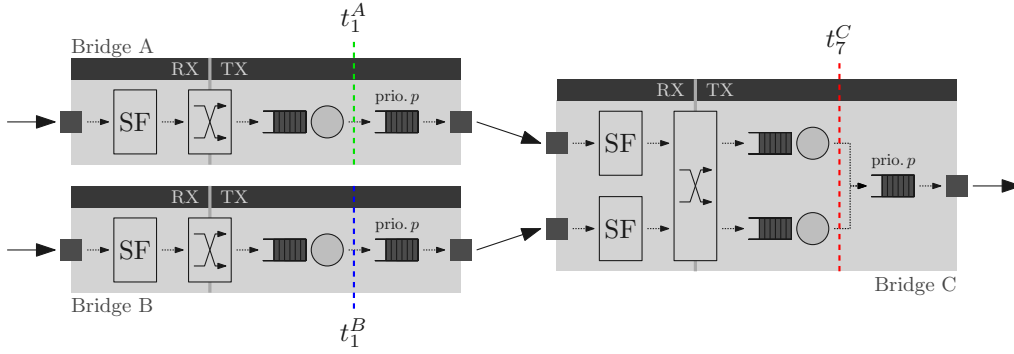 t_1^A
Bridge A
RX TX
SF
prio. p
t_7^C
RX TX
SF
prio. p
SF
Bridge C
RX TX
SF
prio. p
Bridge B
t_1^B